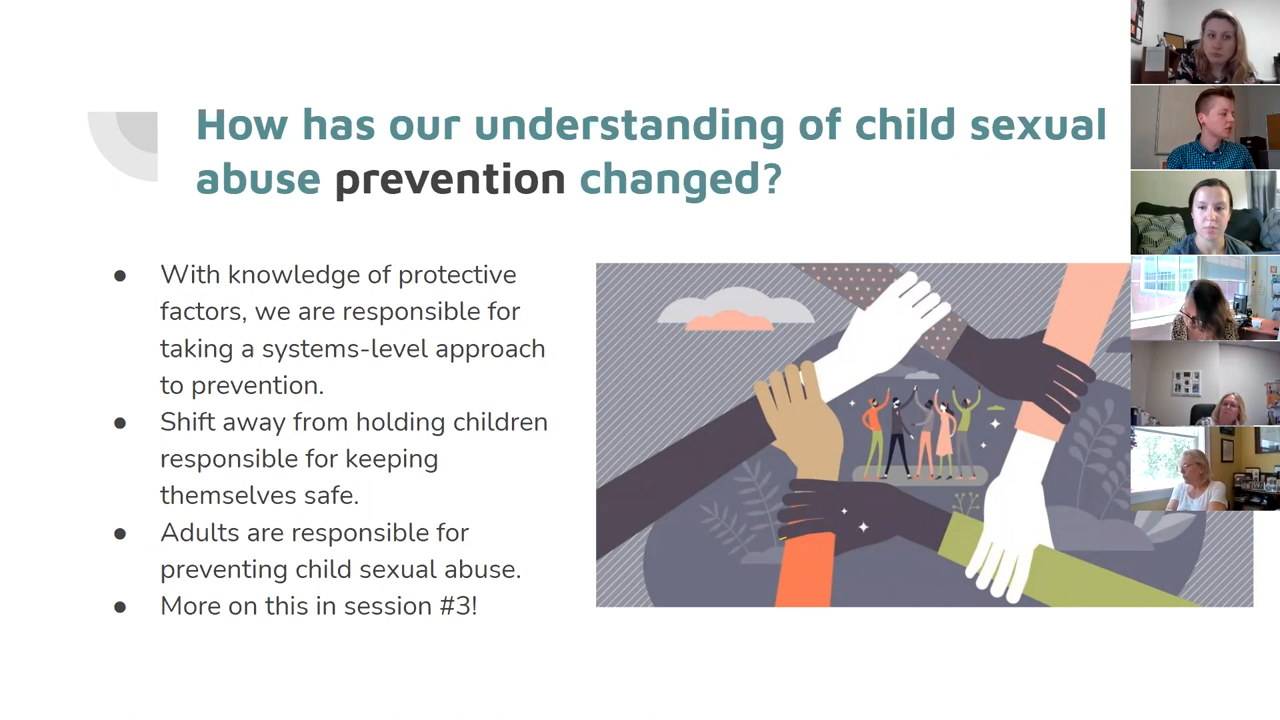 How has our understanding of child sexual
abuse prevention changed?
● With knowledge of protective
factors, we are responsible for
taking a systems-level approach
to prevention.
● Shift away from holding children
responsible for keeping
themselves safe.
● Adults are responsible for
preventing child sexual abuse.
● More on this in session #3!